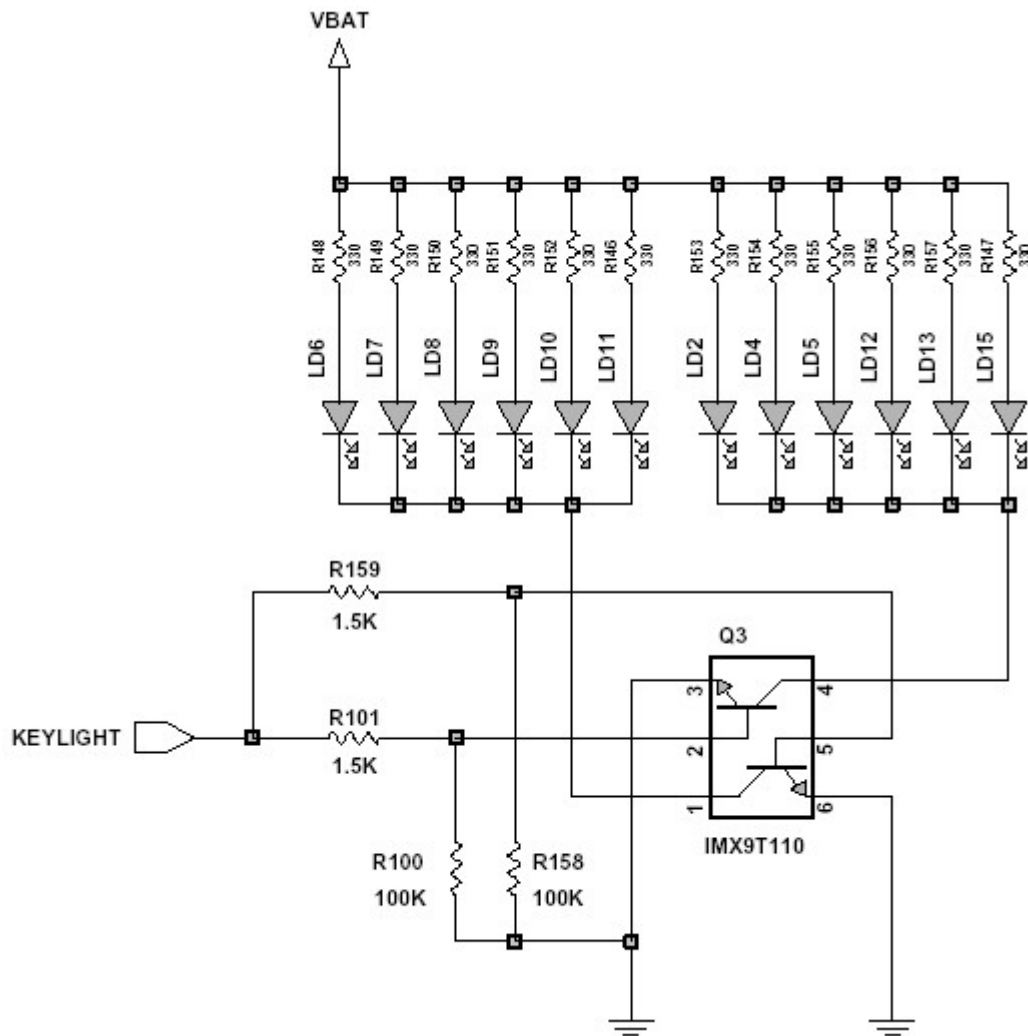 VBAT
R148 330
R149 330
R150 330
R151 330
R152 330
R146 330
R153 330
R154 330
R155 330
R156 330
R157 330
R147 330
LD6
LD7
LD8
LD9
LD10
LD11
LD2
LD4
LD5
LD12
LD13
LD15
R159
1.5K
Q3
3
4
R101
KEYLIGHT
1.5K
2
5
1
6
IMX9T110
R100
100K
R158
100K